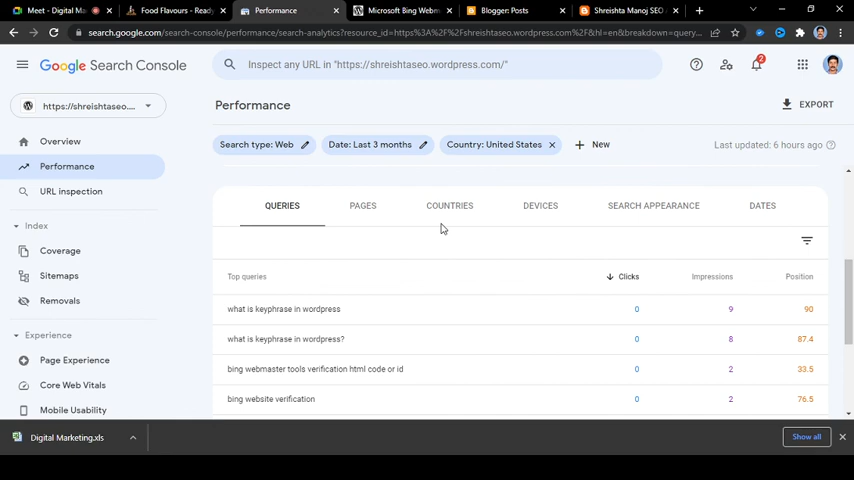 Meet - Digital Ma
Food Flavours - Ready
Performance
Microsoft Bing Webm
Blogger: Posts
Shreishta Manoj SEO
search.google.com/search-console/performance/search-analytics?resource_id=https%3A%2F%2Fshreishtaseo.wordpress.com%2F&hl=en&breakdown=query...
Google Search Console
Inspect any URL in "https://shreishtaseo.wordpress.com/"
2
https://shreishtaseo....
Performance
EXPORT
Overview
Search type: Web
Date: Last 3 months
Country: United States
New
Last updated: 6 hours ago
Performance
URL inspection
QUERIES
PAGES
COUNTRIES
DEVICES
SEARCH APPEARANCE
DATES
Index
Coverage
Sitemaps
Removals
Top queries
Clicks
Impressions
Position
what is keyphrase in wordpress
0
9
90
what is keyphrase in wordpress?
0
8
87.4
bing webmaster tools verification html code or id
0
2
33.5
bing website verification
0
2
76.5
Experience
Page Experience
Core Web Vitals
Mobile Usability
Digital Marketing.xls
Show all